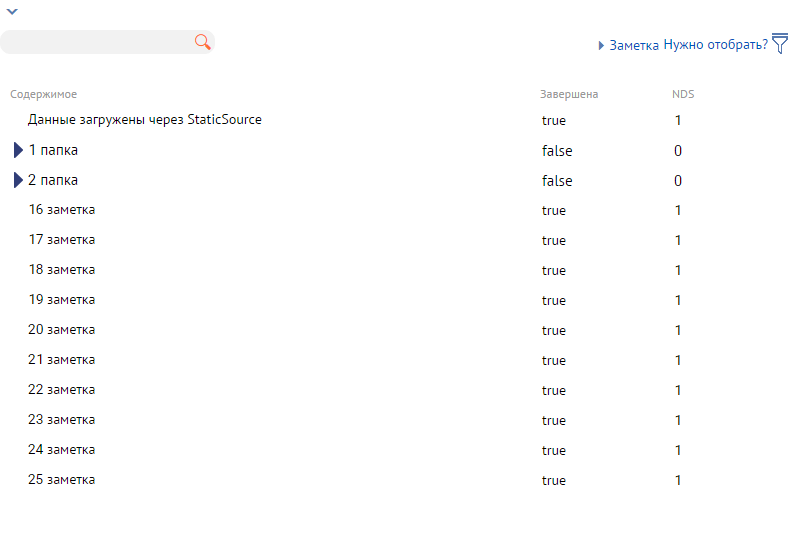 Заметка Нужно отобрать?
Содержимое Завершена NDS
Данные загружены через StaticSource true 1
1 папка false 0
2 папка false 0
16 заметка true 1
17 заметка true 1
18 заметка true 1
19 заметка true 1
20 заметка true 1
21 заметка true 1
22 заметка true 1
23 заметка true 1
24 заметка true 1
25 заметка true 1